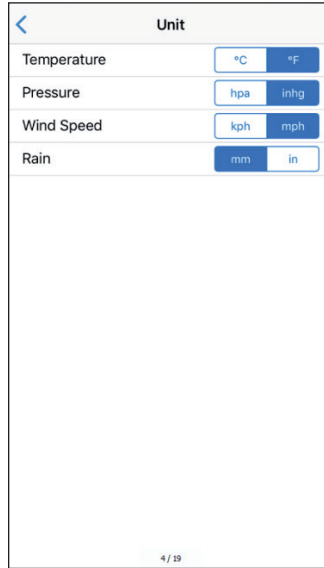 Unit
Temperature °C °F
Pressure hpa inhg
Wind Speed kph mph
Rain mm in
4 / 19